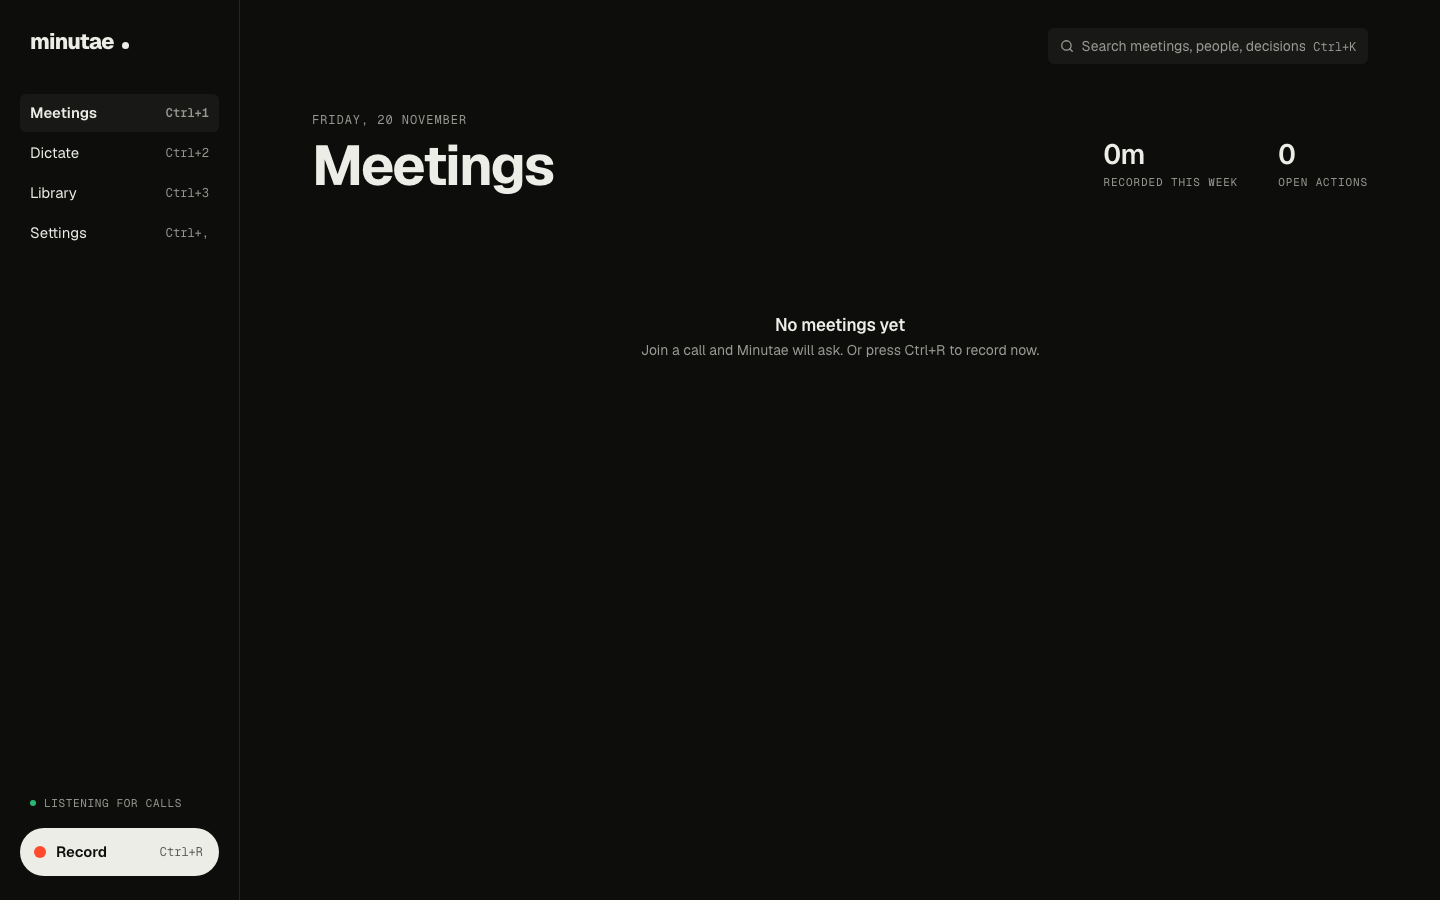 minutae
Meetings Ctrl+1
Dictate Ctrl+2
Library Ctrl+3
Settings Ctrl+,
LISTENING FOR CALLS
Record Ctrl+R
Search meetings, people, decisions Ctrl+K
FRIDAY, 20 NOVEMBER
Meetings
0m
RECORDED THIS WEEK
0
OPEN ACTIONS
No meetings yet
Join a call and Minutae will ask. Or press Ctrl+R to record now.